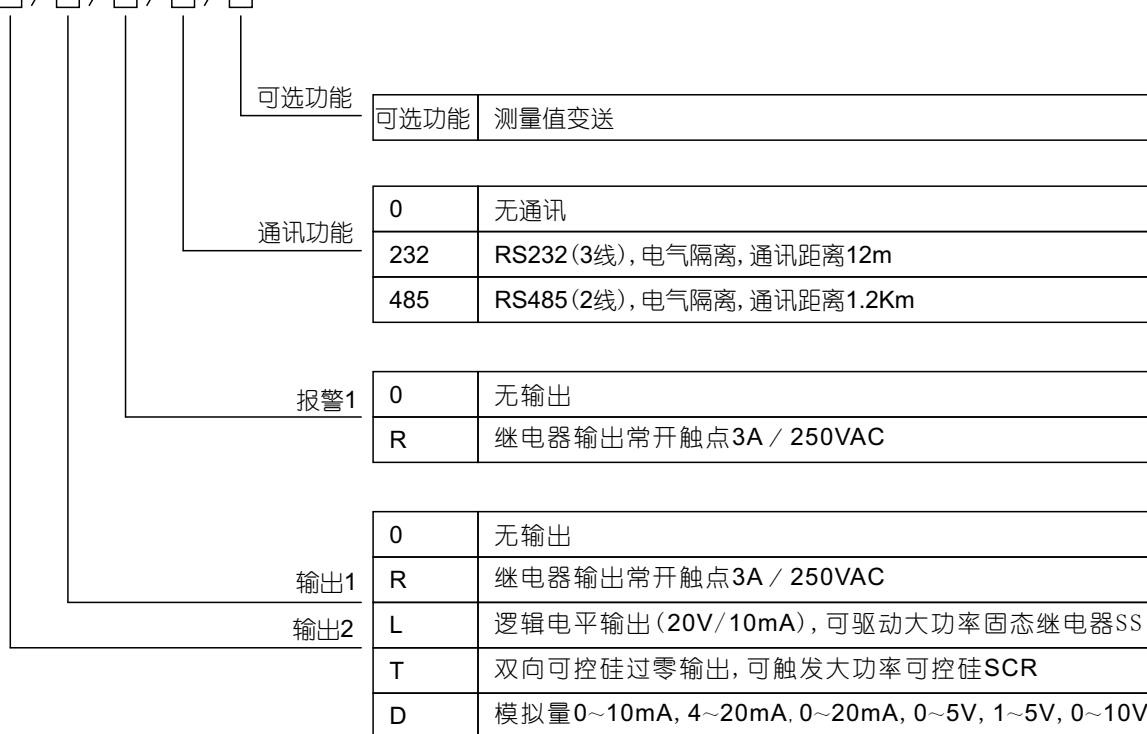 □ / □ / □ / □ / □
可选功能
可选功能 测量值变送
通讯功能
0 无通讯
232 RS232(3线),电气隔离,通讯距离12m
485 RS485(2线),电气隔离,通讯距离1.2Km
报警1
0 无输出
R 继电器输出常开触点3A / 250VAC
输出1
输出2
0 无输出
R 继电器输出常开触点3A / 250VAC
L 逻辑电平输出(20V/10mA),可驱动大功率固态继电器SS
T 双向可控硅过零输出,可触发大功率可控硅SCR
D 模拟量0~10mA, 4~20mA, 0~20mA, 0~5V, 1~5V, 0~10V